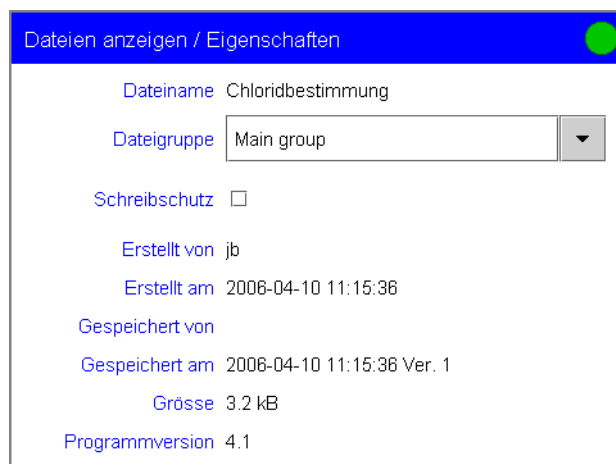 Dateien anzeigen / Eigenschaften
Dateiname Chloridbestimmung
Dateigruppe Main group
Schreibschutz
Erstellt von jb
Erstellt am 2006-04-10 11:15:36
Gespeichert von
Gespeichert am 2006-04-10 11:15:36 Ver. 1
Grösse 3.2 kB
Programmversion 4.1